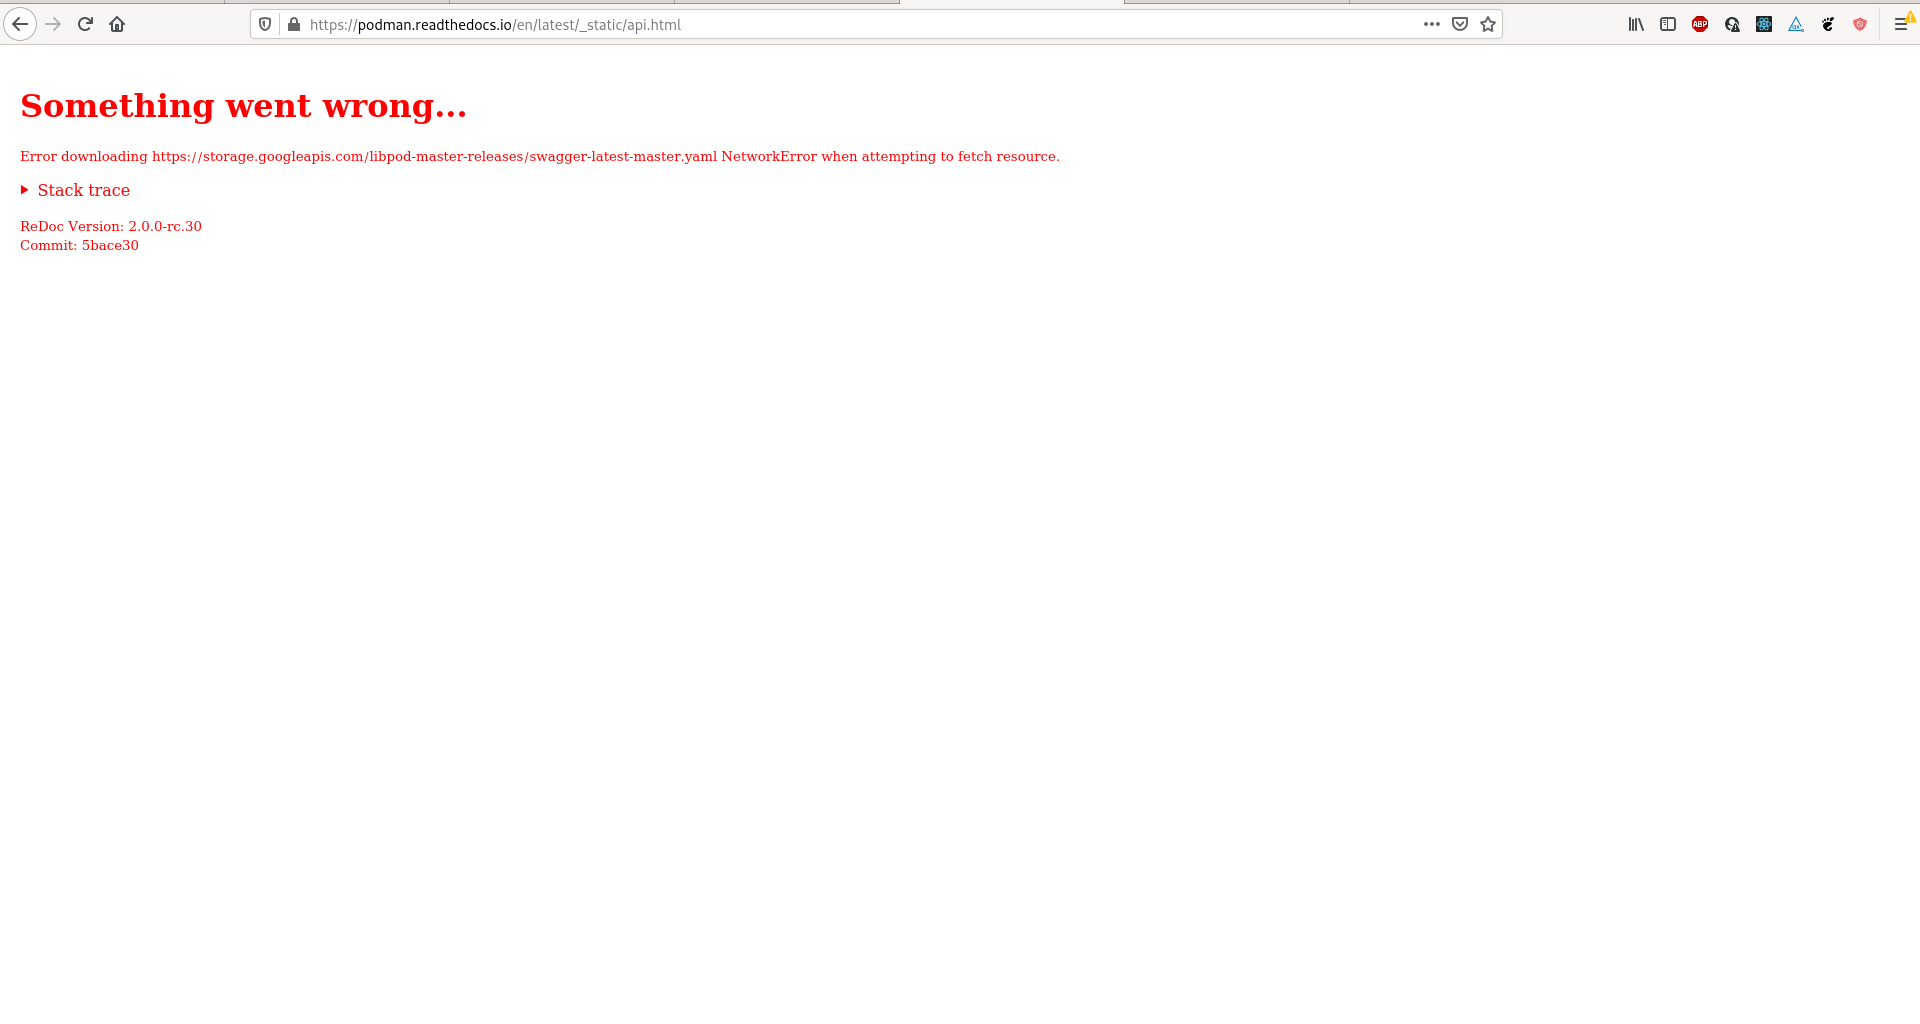 https://podman.readthedocs.io/en/latest/_static/api.html
ABP
Something went wrong...
Error downloading https://storage.googleapis.com/libpod-master-releases/swagger-latest-master.yaml NetworkError when attempting to fetch resource.
Stack trace
ReDoc Version: 2.0.0-rc.30
Commit: 5bace30